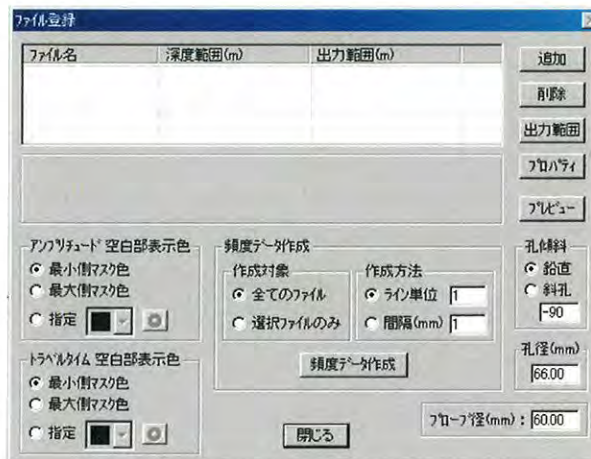 ファイル登録
ファイル名 深度範囲(m) 出力範囲(m)
追加
削除
出力範囲
プロパティ
プレビュー
アンプリチュード 空白部表示色
最小側マスク色
最大側マスク色
指定
トラベルタイム 空白部表示色
最小側マスク色
最大側マスク色
指定
頻度データ作成
作成対象
全てのファイル
選択ファイルのみ
作成方法
ライン単位 1
間隔(mm) 1
頻度データ作成
閉じる
孔傾斜
鉛直
斜孔
-90
孔径(mm)
66.00
プローブ径(mm) : 60.00